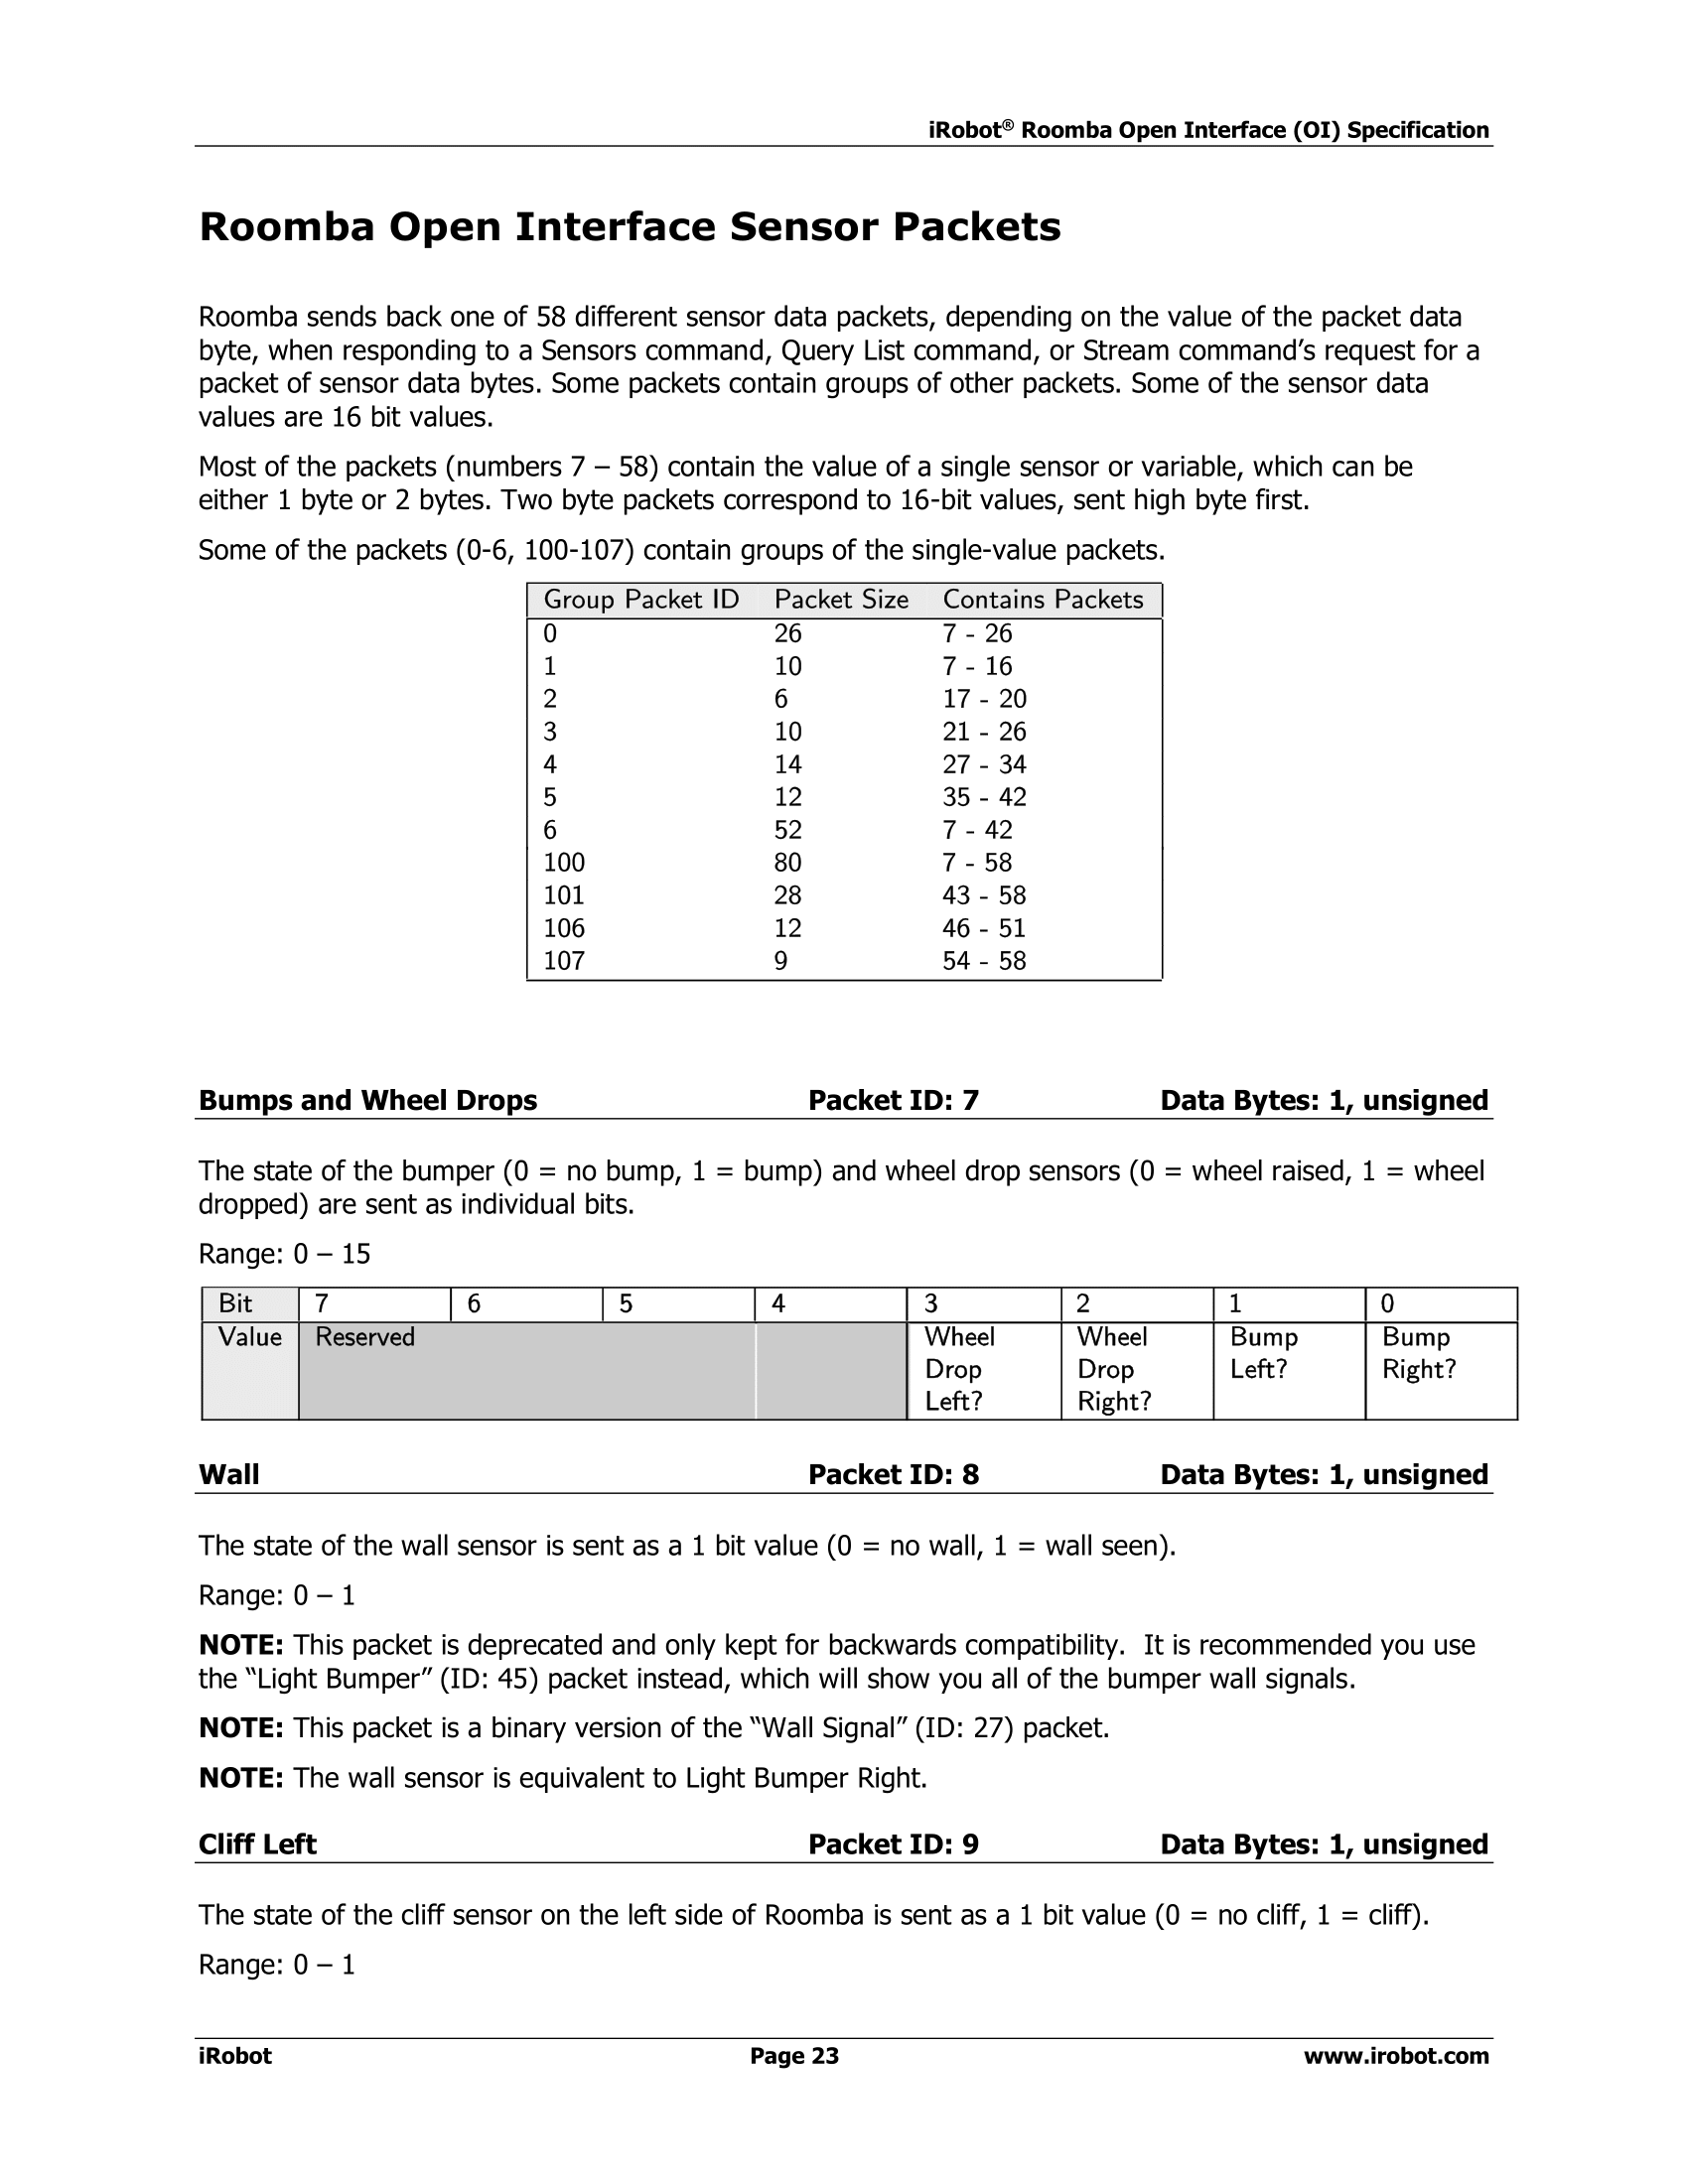 iRobot® Roomba Open Interface (OI) Specification
Roomba Open Interface Sensor Packets
Roomba sends back one of 58 different sensor data packets, depending on the value of the packet data
byte, when responding to a Sensors command, Query List command, or Stream command’s request for a
packet of sensor data bytes. Some packets contain groups of other packets. Some of the sensor data
values are 16 bit values.
Most of the packets (numbers 7 – 58) contain the value of a single sensor or variable, which can be
either 1 byte or 2 bytes. Two byte packets correspond to 16-bit values, sent high byte first.
Some of the packets (0-6, 100-107) contain groups of the single-value packets.
Group Packet ID Packet Size Contains Packets
0 26 7 - 26
1 10 7 - 16
2 6 17 - 20
3 10 21 - 26
4 14 27 - 34
5 12 35 - 42
6 52 7 - 42
100 80 7 - 58
101 28 43 - 58
106 12 46 - 51
107 9 54 - 58
Bumps and Wheel Drops Packet ID: 7 Data Bytes: 1, unsigned
The state of the bumper (0 = no bump, 1 = bump) and wheel drop sensors (0 = wheel raised, 1 = wheel
dropped) are sent as individual bits.
Range: 0 – 15
Bit 7 6 5 4 3 2 1 0
Value Reserved Wheel Wheel Bump Bump
Drop Drop Left? Right?
Left? Right?
Wall Packet ID: 8 Data Bytes: 1, unsigned
The state of the wall sensor is sent as a 1 bit value (0 = no wall, 1 = wall seen).
Range: 0 – 1
NOTE: This packet is deprecated and only kept for backwards compatibility.  It is recommended you use
the “Light Bumper” (ID: 45) packet instead, which will show you all of the bumper wall signals.
NOTE: This packet is a binary version of the “Wall Signal” (ID: 27) packet.
NOTE: The wall sensor is equivalent to Light Bumper Right.
Cliff Left Packet ID: 9 Data Bytes: 1, unsigned
The state of the cliff sensor on the left side of Roomba is sent as a 1 bit value (0 = no cliff, 1 = cliff).
Range: 0 – 1
iRobot Page 23 www.irobot.com